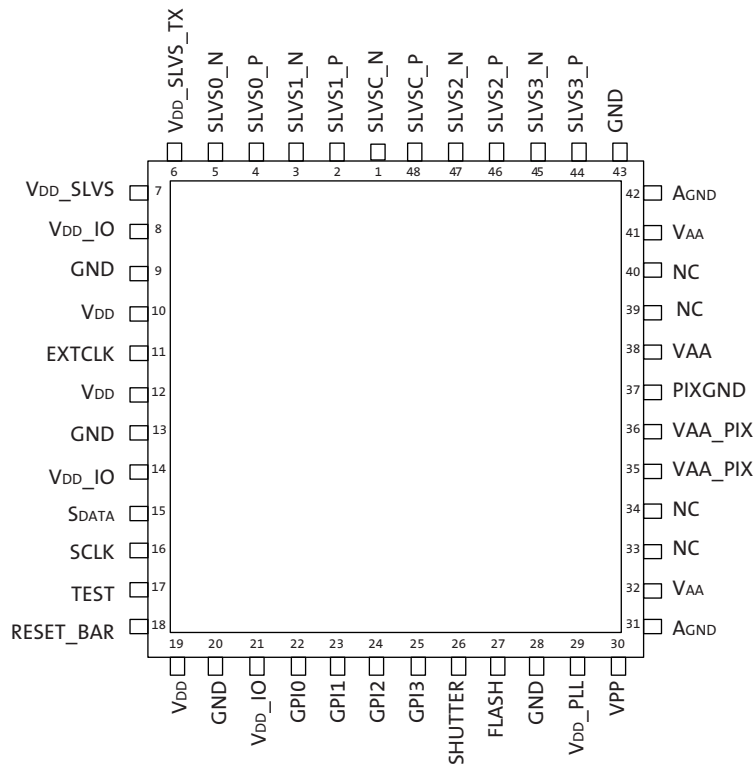 VDD_SLVS_TX
SLVS0_N
SLVS0_P
SLVS1_N
SLVS1_P
SLVSC_N
SLVSC_P
SLVS2_N
SLVS2_P
SLVS3_N
SLVS3_P
GND
6 5 4 3 2 1 48 47 46 45 44 43
VDD_SLVS 7
VDD_IO 8
GND 9
VDD 10
EXTCLK 11
VDD 12
GND 13
VDD_IO 14
SDATA 15
SCLK 16
TEST 17
RESET_BAR 18
42 AGND
41 VAA
40 NC
39 NC
38 VAA
37 PIXGND
36 VAA_PIX
35 VAA_PIX
34 NC
33 NC
32 VAA
31 AGND
19 20 21 22 23 24 25 26 27 28 29 30
VDD
GND
VDD_IO
GPI0
GPI1
GPI2
GPI3
SHUTTER
FLASH
GND
VDD_PLL
VPP